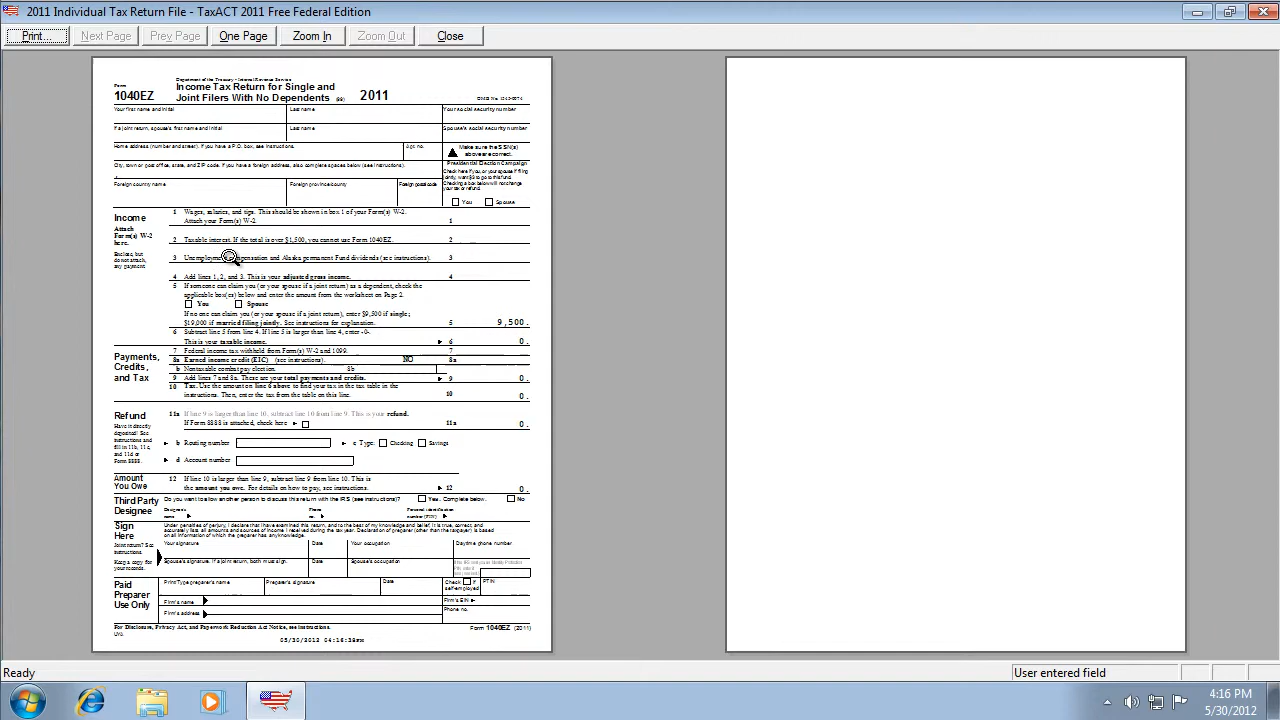 2011 Individual Tax Return File - TaxACT 2011 Free Federal Edition
Print... Next Page Prev Page One Page Zoom In Zoom Out Close
Department of the Treasury - Internal Revenue Service
Form 1040EZ Income Tax Return for Single and
Joint Filers With No Dependents (99) 2011 OMB No. 1545-0074
Your first name and initial Last name Your social security number
If a joint return, spouse's first name and initial Last name Spouse's social security number
Home address (number and street). If you have a P.O. box, see instructions. Apt. no. Make sure the SSN(s)
above are correct.
City, town or post office, state, and ZIP code. If you have a foreign address, also complete spaces below (see instructions). Presidential Election Campaign
Check here if you, or your spouse if filing
jointly, want $3 to go to this fund.
Foreign country name Foreign province/county Foreign postal code Checking a box below will not change
your tax or refund.
You Spouse
Income 1 Wages, salaries, and tips. This should be shown in box 1 of your Form(s) W-2.
Attach your Form(s) W-2. 1
Attach
Form(s) W-2
here.
2 Taxable interest. If the total is over $1,500, you cannot use Form 1040EZ. 2
Enclose, but
do not attach,
any payment
3 Unemployment compensation and Alaska permanent Fund dividends (see instructions). 3
4 Add lines 1, 2, and 3. This is your adjusted gross income. 4
5 If someone can claim you (or your spouse if a joint return) as a dependent, check the
applicable box(es) below and enter the amount from the worksheet on Page 2.
You Spouse
If no one can claim you (or your spouse if a joint return), enter $9,500 if single;
$19,000 if married filing jointly. See instructions for explanation. 5 9,500.
6 Subtract line 5 from line 4. If line 5 is larger than line 4, enter -0-.
This is your taxable income. 6 0.
Payments,
Credits,
and Tax
7 Federal income tax withheld from Form(s) W-2 and 1099. 7
8a Earned income credit (EIC) (see instructions). NO 8a
b Nontaxable combat pay election. 8b
9 Add lines 7 and 8a. These are your total payments and credits. 9 0.
10 Tax. Use the amount on line 6 above to find your tax in the tax table in the
instructions. Then, enter the tax from the table on this line. 10 0.
Refund 11a If line 9 is larger than line 10, subtract line 10 from line 9. This is your refund.
If Form 8888 is attached, check here 11a 0.
Have it directly
deposited! See
instructions and
fill in 11b, 11c,
and 11d or
Form 8888.
b Routing number c Type: Checking Savings
d Account number
Amount
You Owe
12 If line 10 is larger than line 9, subtract line 9 from line 10. This is
the amount you owe. For details on how to pay, see instructions. 12 0.
Third Party
Designee
Do you want to allow another person to discuss this return with the IRS (see instructions)? Yes. Complete below. No
Designee's
name
Phone
no.
Personal identification
number (PIN)
Sign
Here
Under penalties of perjury, I declare that I have examined this return, and to the best of my knowledge and belief, it is true, correct, and
accurately lists all amounts and sources of income I received during the tax year. Declaration of preparer (other than the taxpayer) is based
on all information of which the preparer has any knowledge.
Joint return? See
instructions.
Keep a copy for
your records.
Your signature Date Your occupation Daytime phone number
Spouse's signature. If a joint return, both must sign. Date Spouse's occupation
Paid
Preparer
Use Only
Print/Type preparer's name Preparer's signature Date Check if
self-employed PTIN
Firm's name Firm's EIN
Firm's address Phone no.
For Disclosure, Privacy Act, and Paperwork Reduction Act Notice, see instructions. Form 1040EZ (2011)
UYA
05/30/2012 04:16:38PM
Ready User entered field
4:16 PM
5/30/2012